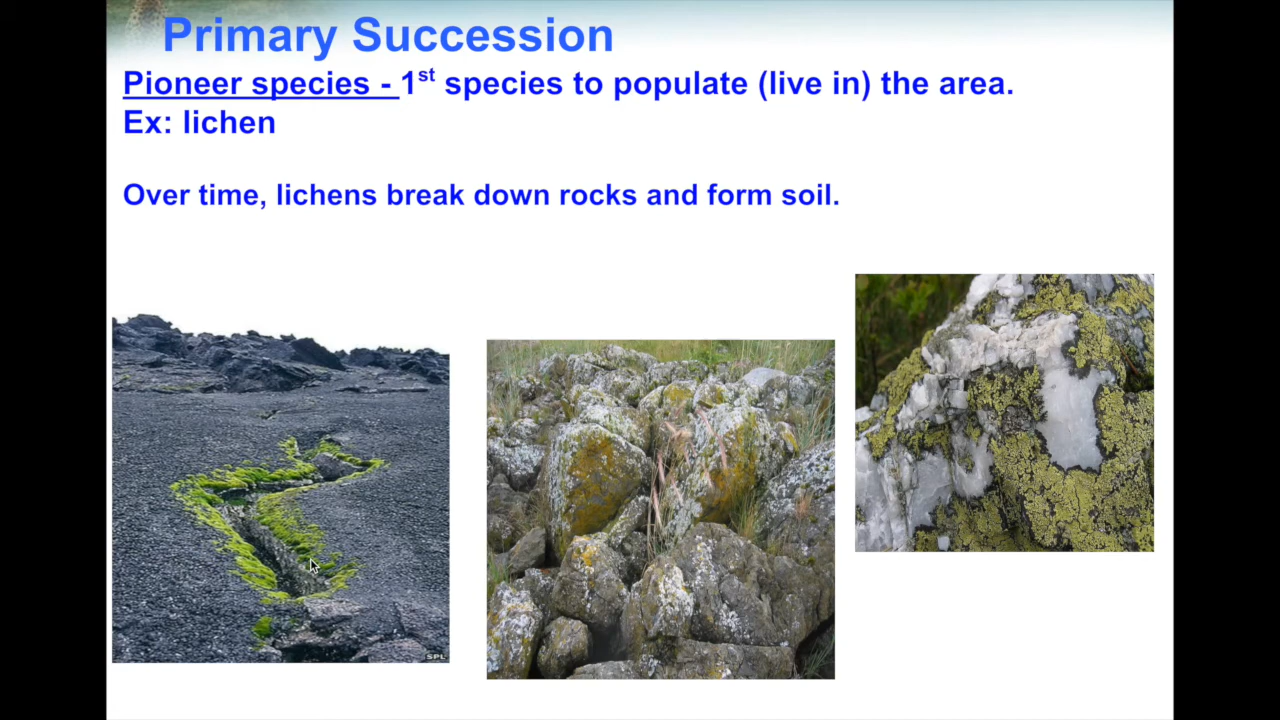 Primary Succession
Pioneer species - 1st species to populate (live in) the area.
Ex: lichen
Over time, lichens break down rocks and form soil.
SPL